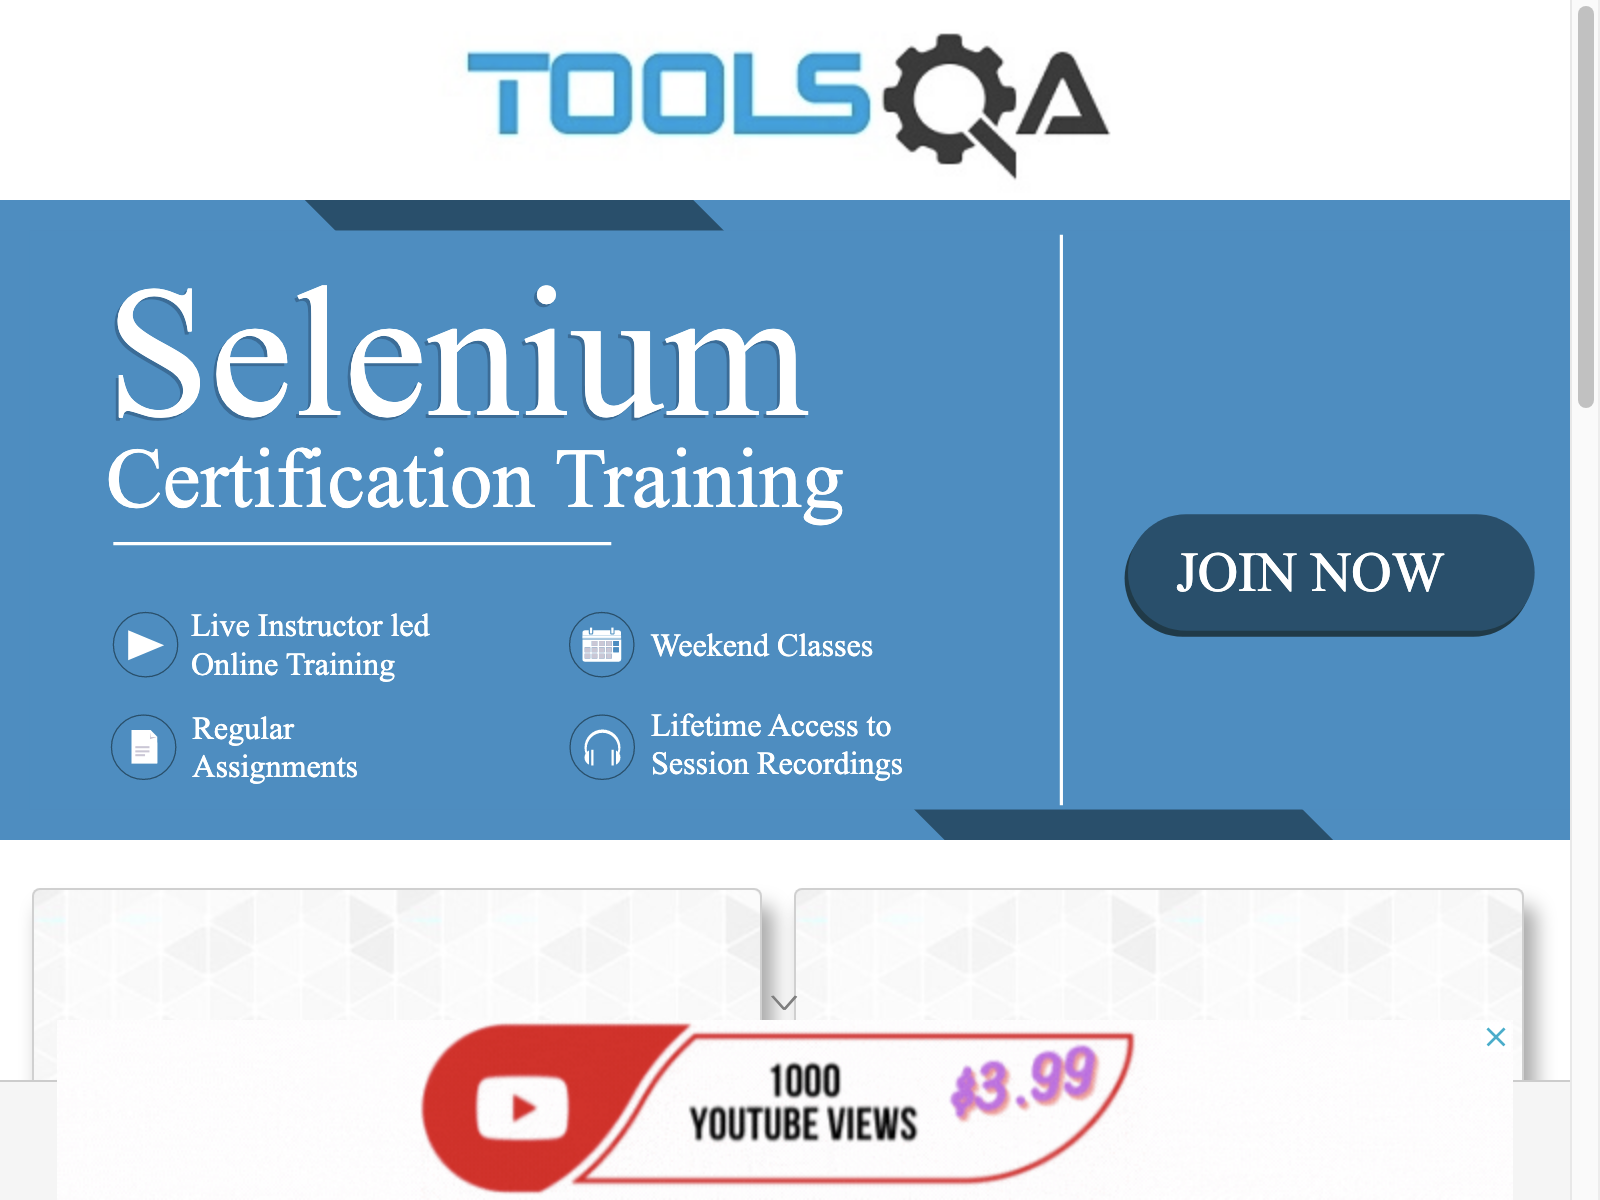 TOOLSQA
Selenium
Certification Training
JOIN NOW
Live Instructor led
Online Training
Weekend Classes
Regular
Assignments
Lifetime Access to
Session Recordings
1000
YOUTUBE VIEWS
$3.99